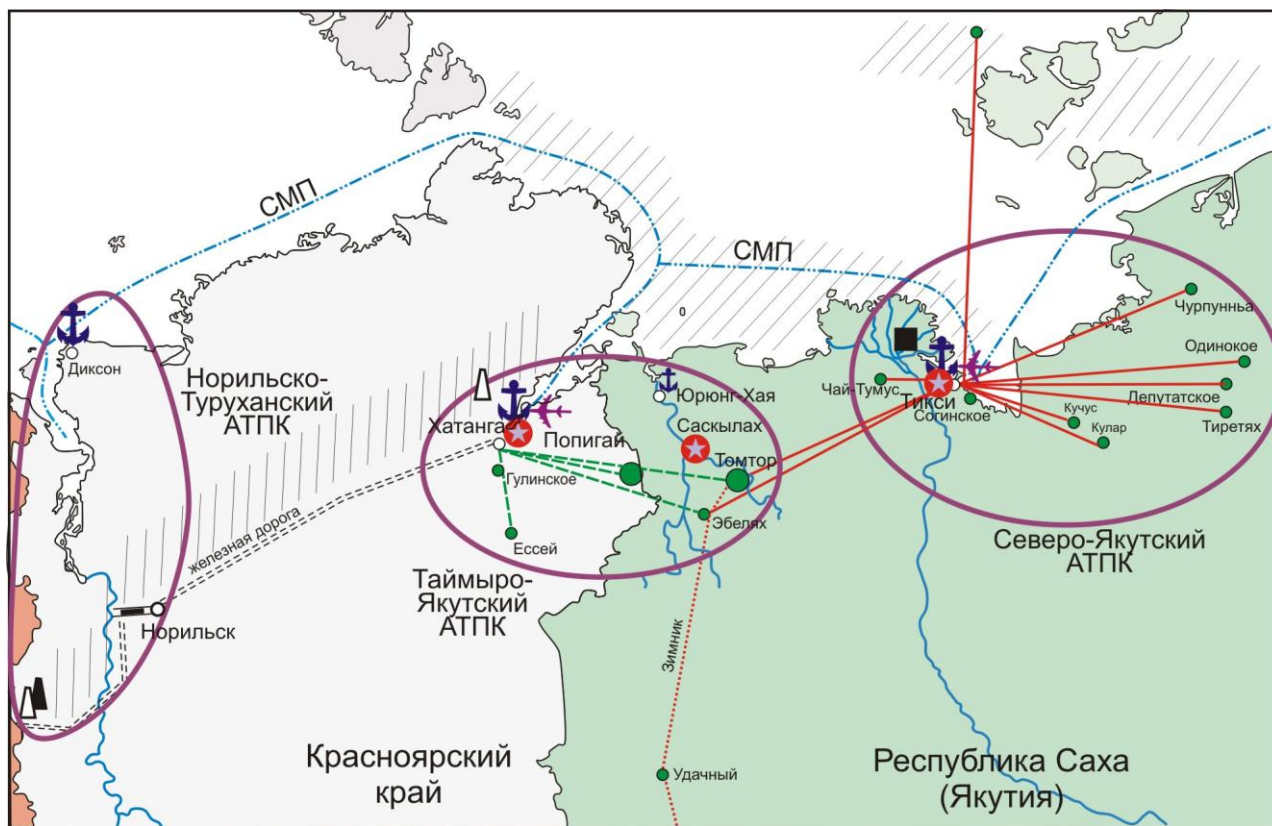 СМП
СМП
Чурпуннья
Диксон
Норильско-
Туруханский
АТПК
Одинокое
Чай-Тумус
Тикси
Депутатское
Согинское
Юрюнг-Хая
Кучус
Тиретях
Хатанга
Попигай
Саскылах
Кулар
Томтор
Гулинское
Эбелях
железная дорога
Ессей
Северо-Якутский
АТПК
Таймыро-
Якутский
АТПК
Норильск
Зимник
Красноярский
край
Удачный
Республика Саха
(Якутия)